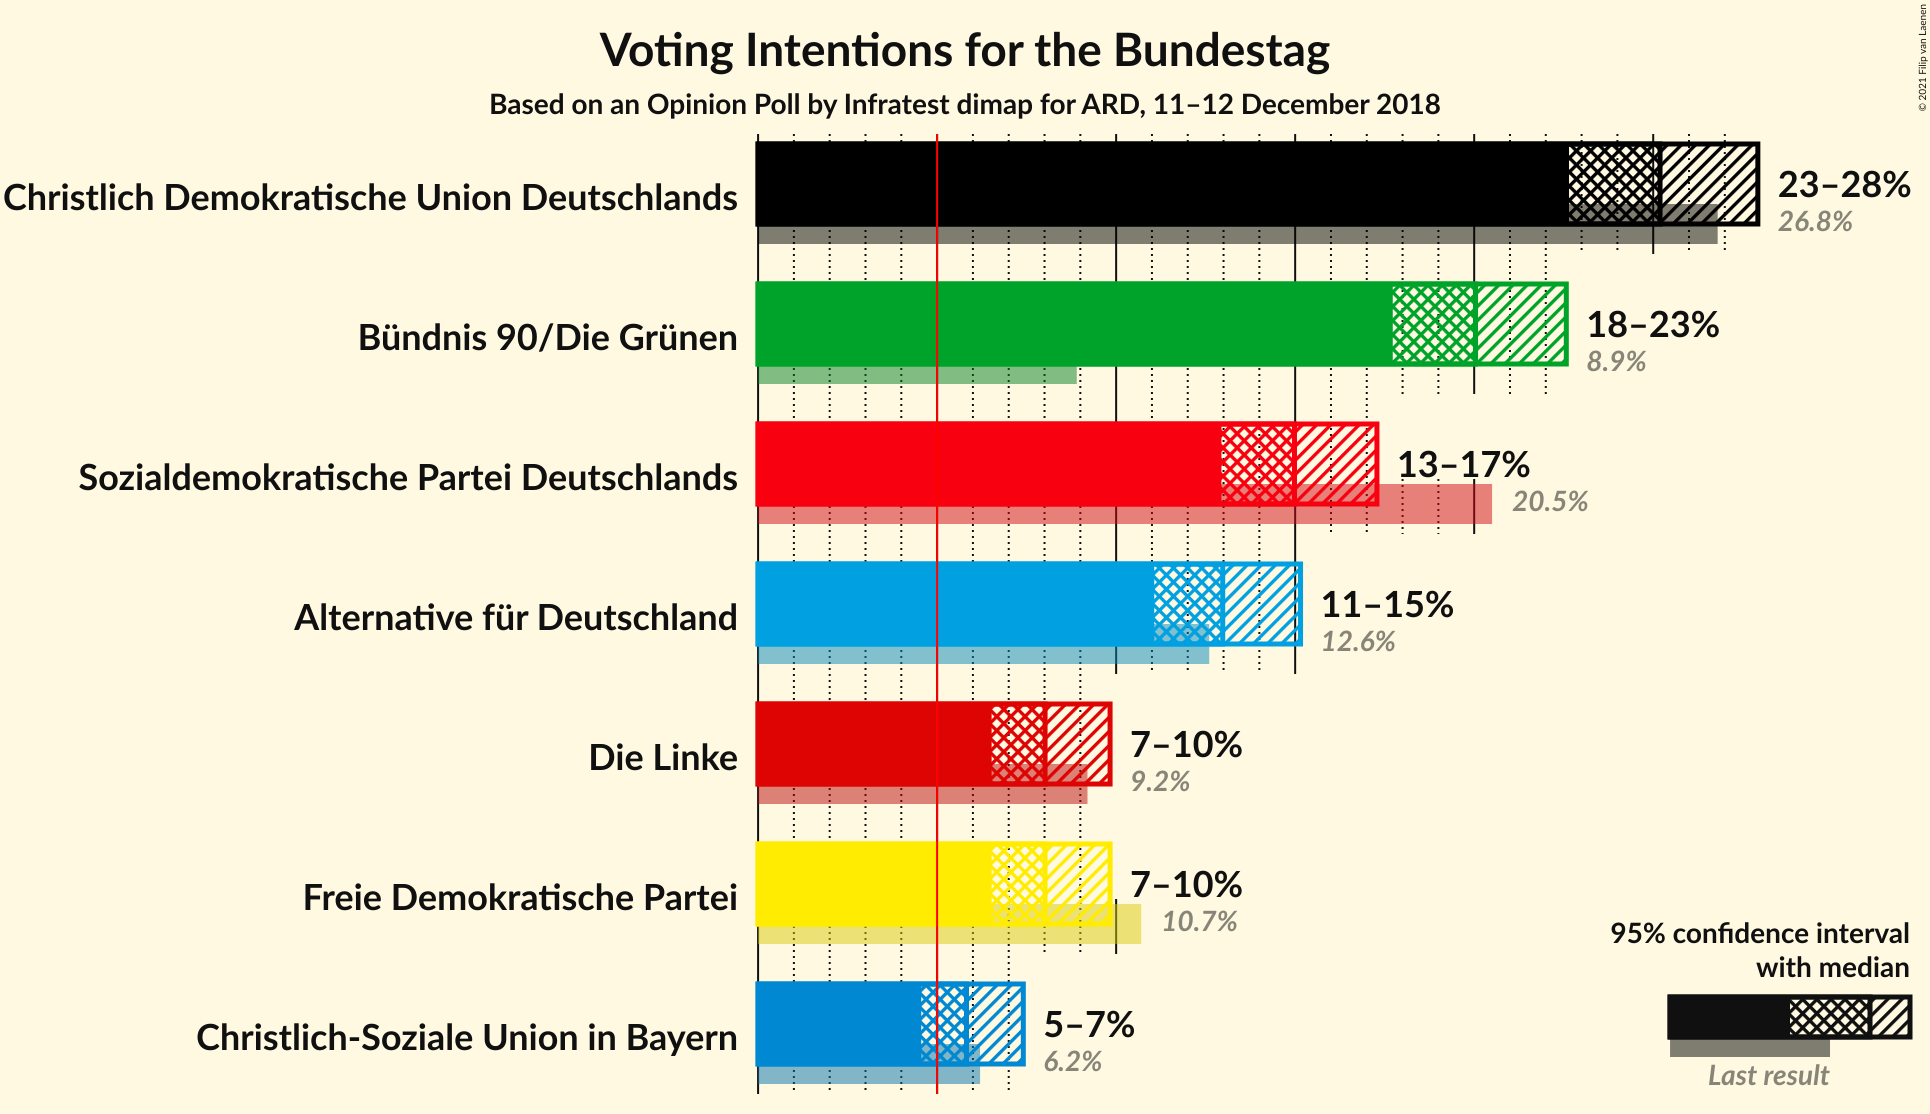 Voting Intentions for the Bundestag
Based on an Opinion Poll by Infratest dimap for ARD, 11–12 December 2018
© 2021 Filip van Laenen
Christlich Demokratische Union Deutschlands
23–28%
26.8%
Bündnis 90/Die Grünen
18–23%
8.9%
Sozialdemokratische Partei Deutschlands
13–17%
20.5%
Alternative für Deutschland
11–15%
12.6%
Die Linke
7–10%
9.2%
Freie Demokratische Partei
7–10%
10.7%
Christlich-Soziale Union in Bayern
5–7%
6.2%
95% confidence interval
with median
Last result